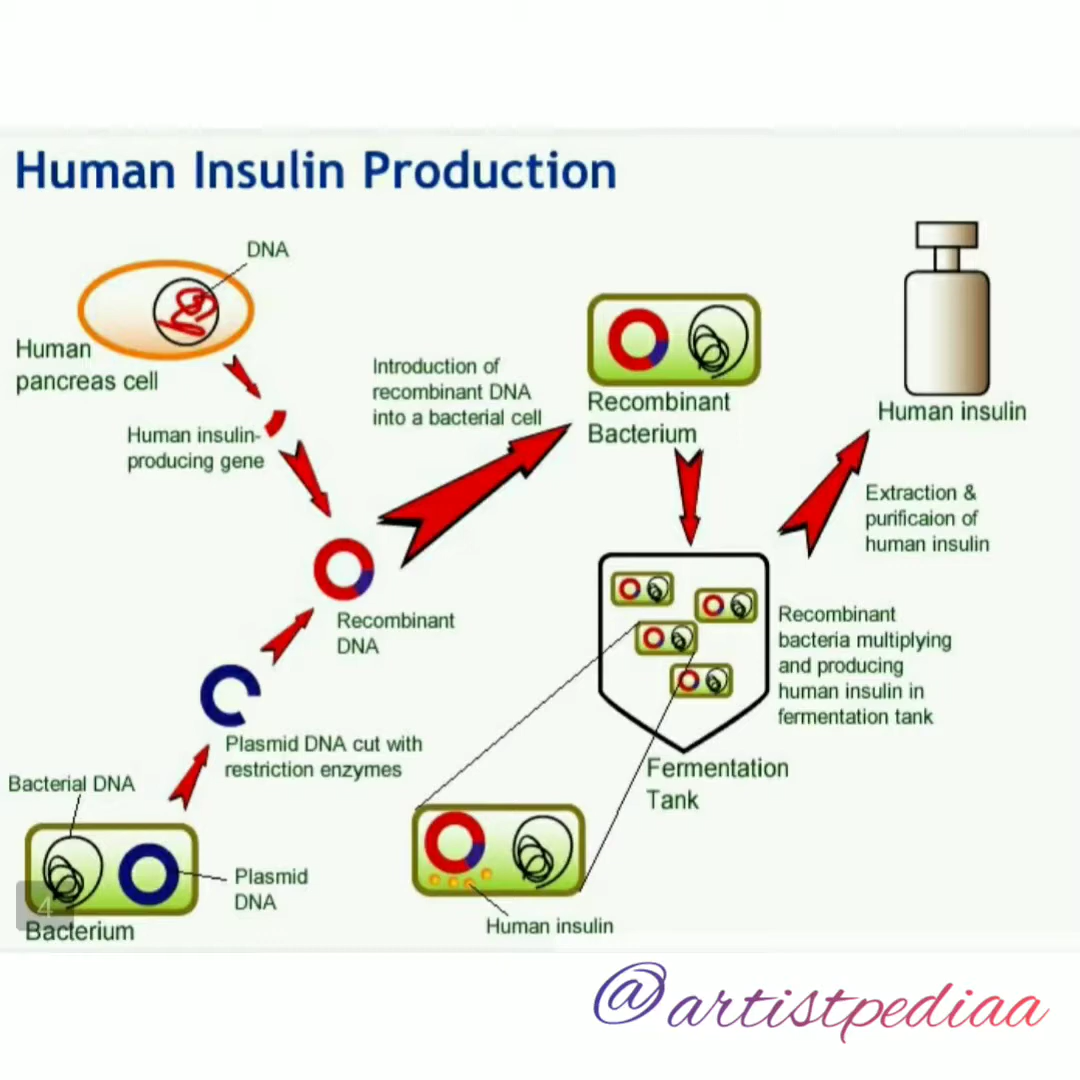 Human Insulin Production
DNA
Human
pancreas cell
Human insulin-
producing gene
Introduction of
recombinant DNA
into a bacterial cell
Recombinant
Bacterium
Human insulin
Extraction &
purificaion of
human insulin
Recombinant
DNA
Plasmid DNA cut with
restriction enzymes
Bacterial DNA
Plasmid
DNA
4
Bacterium
Recombinant
bacteria multiplying
and producing
human insulin in
fermentation tank
Fermentation
Tank
Human insulin
@artistpediaa